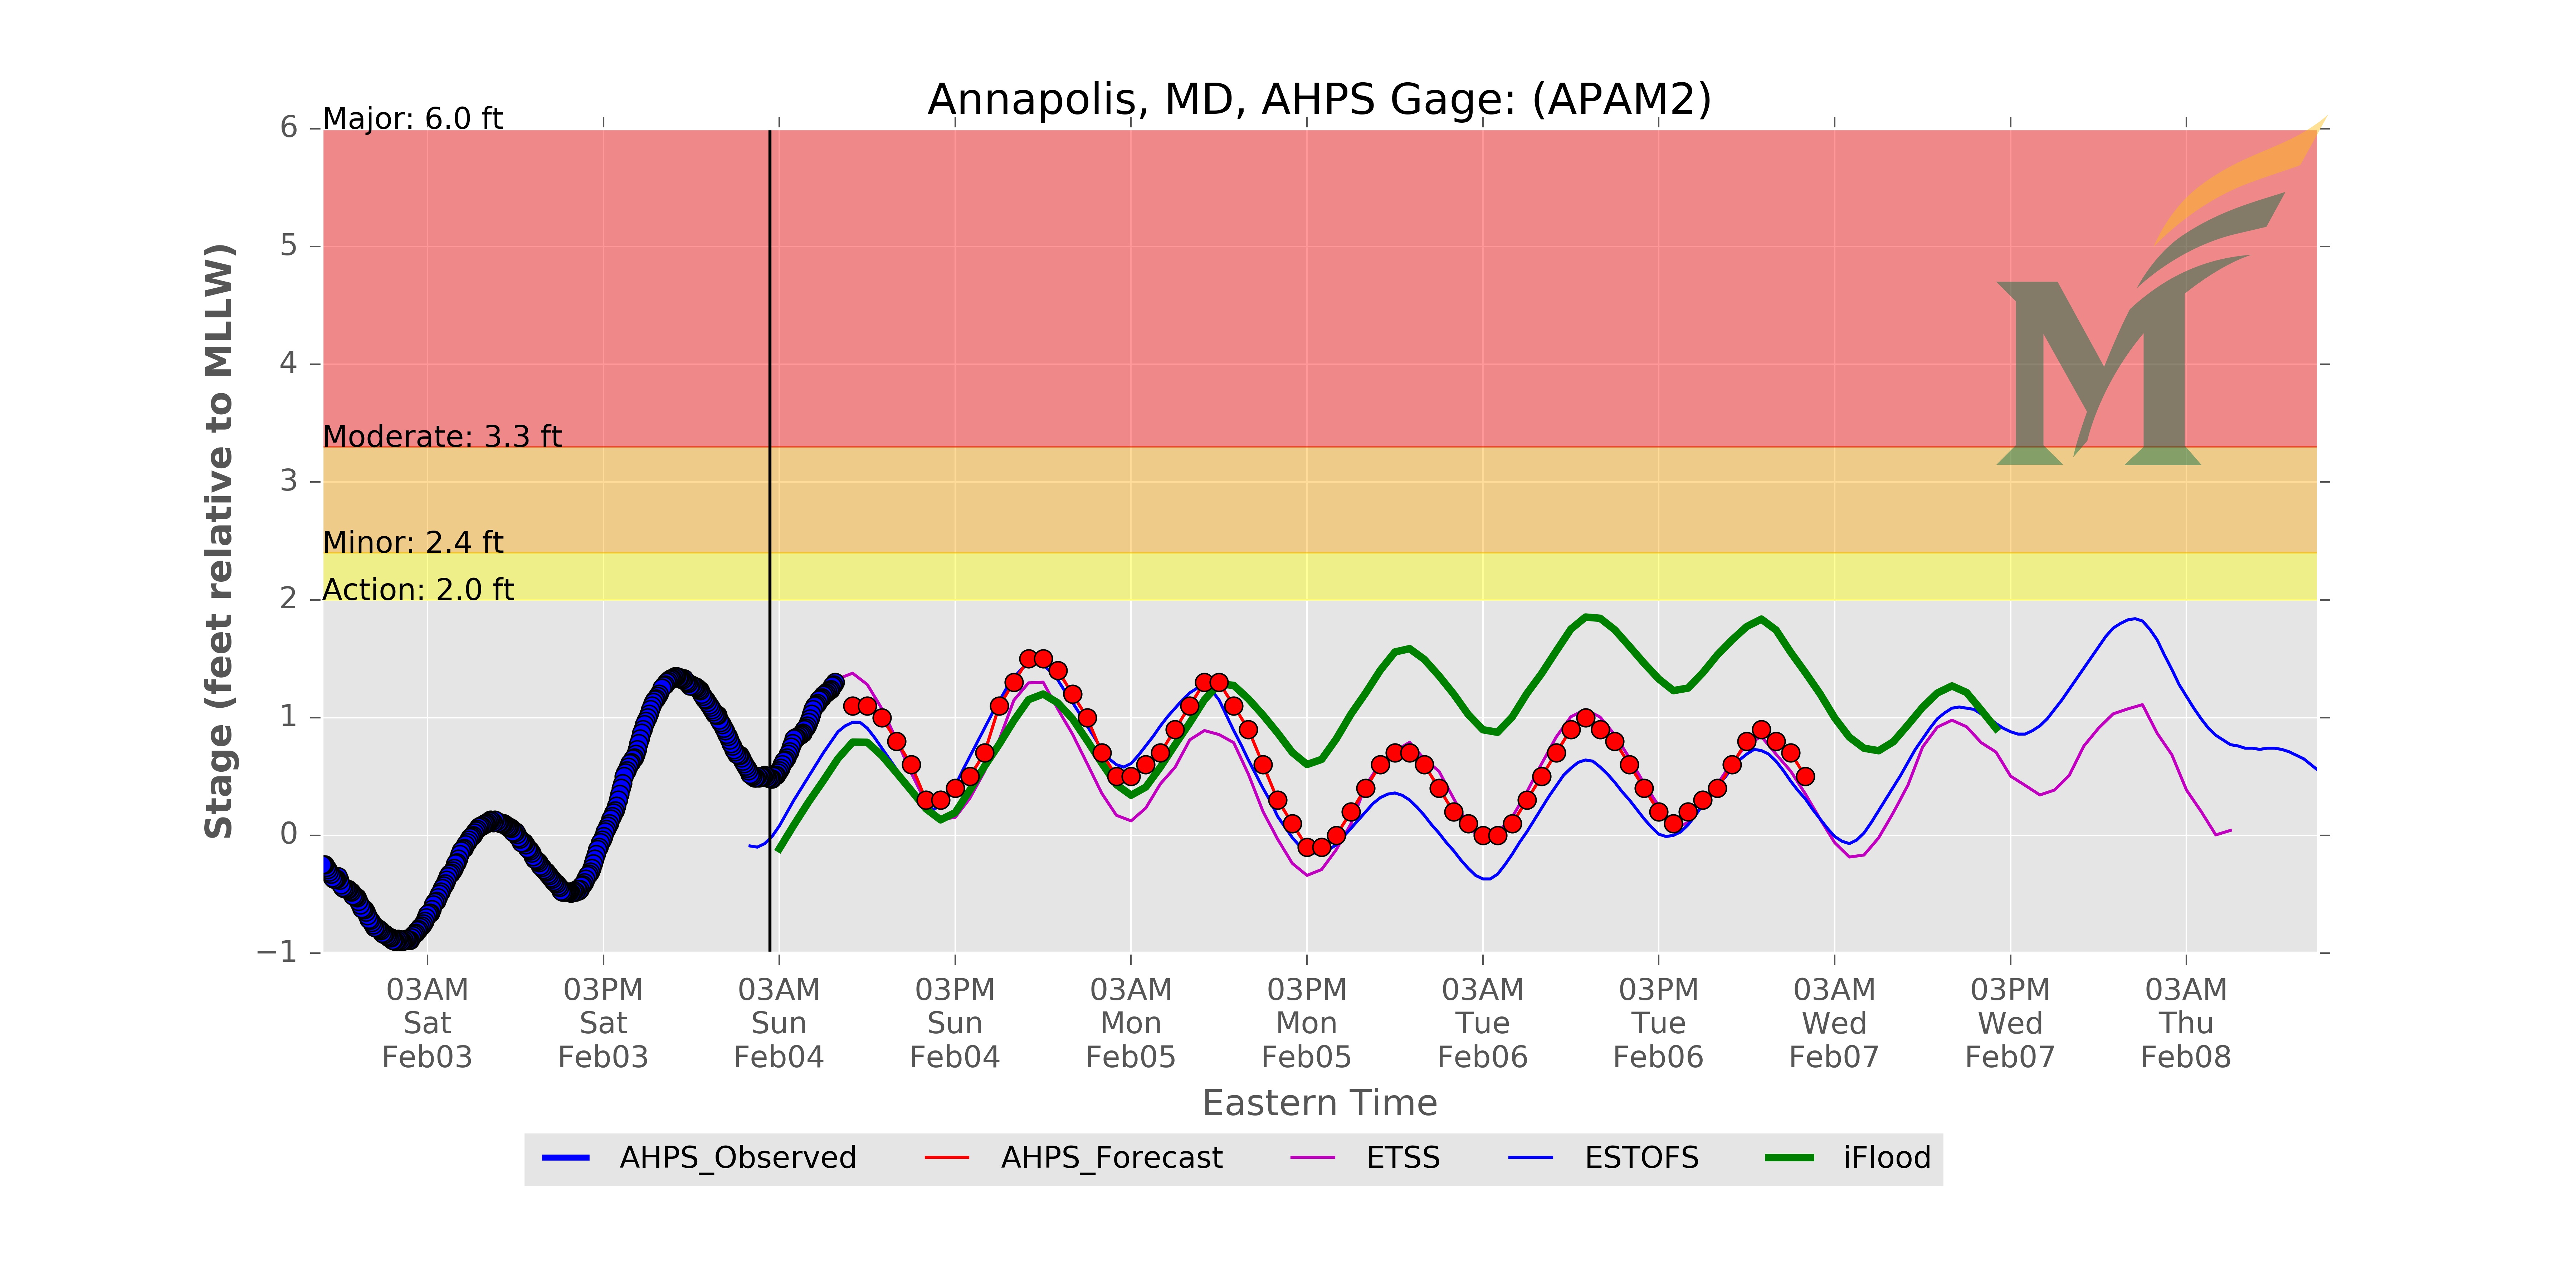 Annapolis, MD, AHPS Gage: (APAM2)
Major: 6.0 ft
Moderate: 3.3 ft
Minor: 2.4 ft
Action: 2.0 ft
Stage (feet relative to MLLW)
6
5
4
3
2
1
0
−1
03AM Sat Feb03
03PM Sat Feb03
03AM Sun Feb04
03PM Sun Feb04
03AM Mon Feb05
03PM Mon Feb05
03AM Tue Feb06
03PM Tue Feb06
03AM Wed Feb07
03PM Wed Feb07
03AM Thu Feb08
Eastern Time
AHPS_Observed AHPS_Forecast ETSS ESTOFS iFlood
M